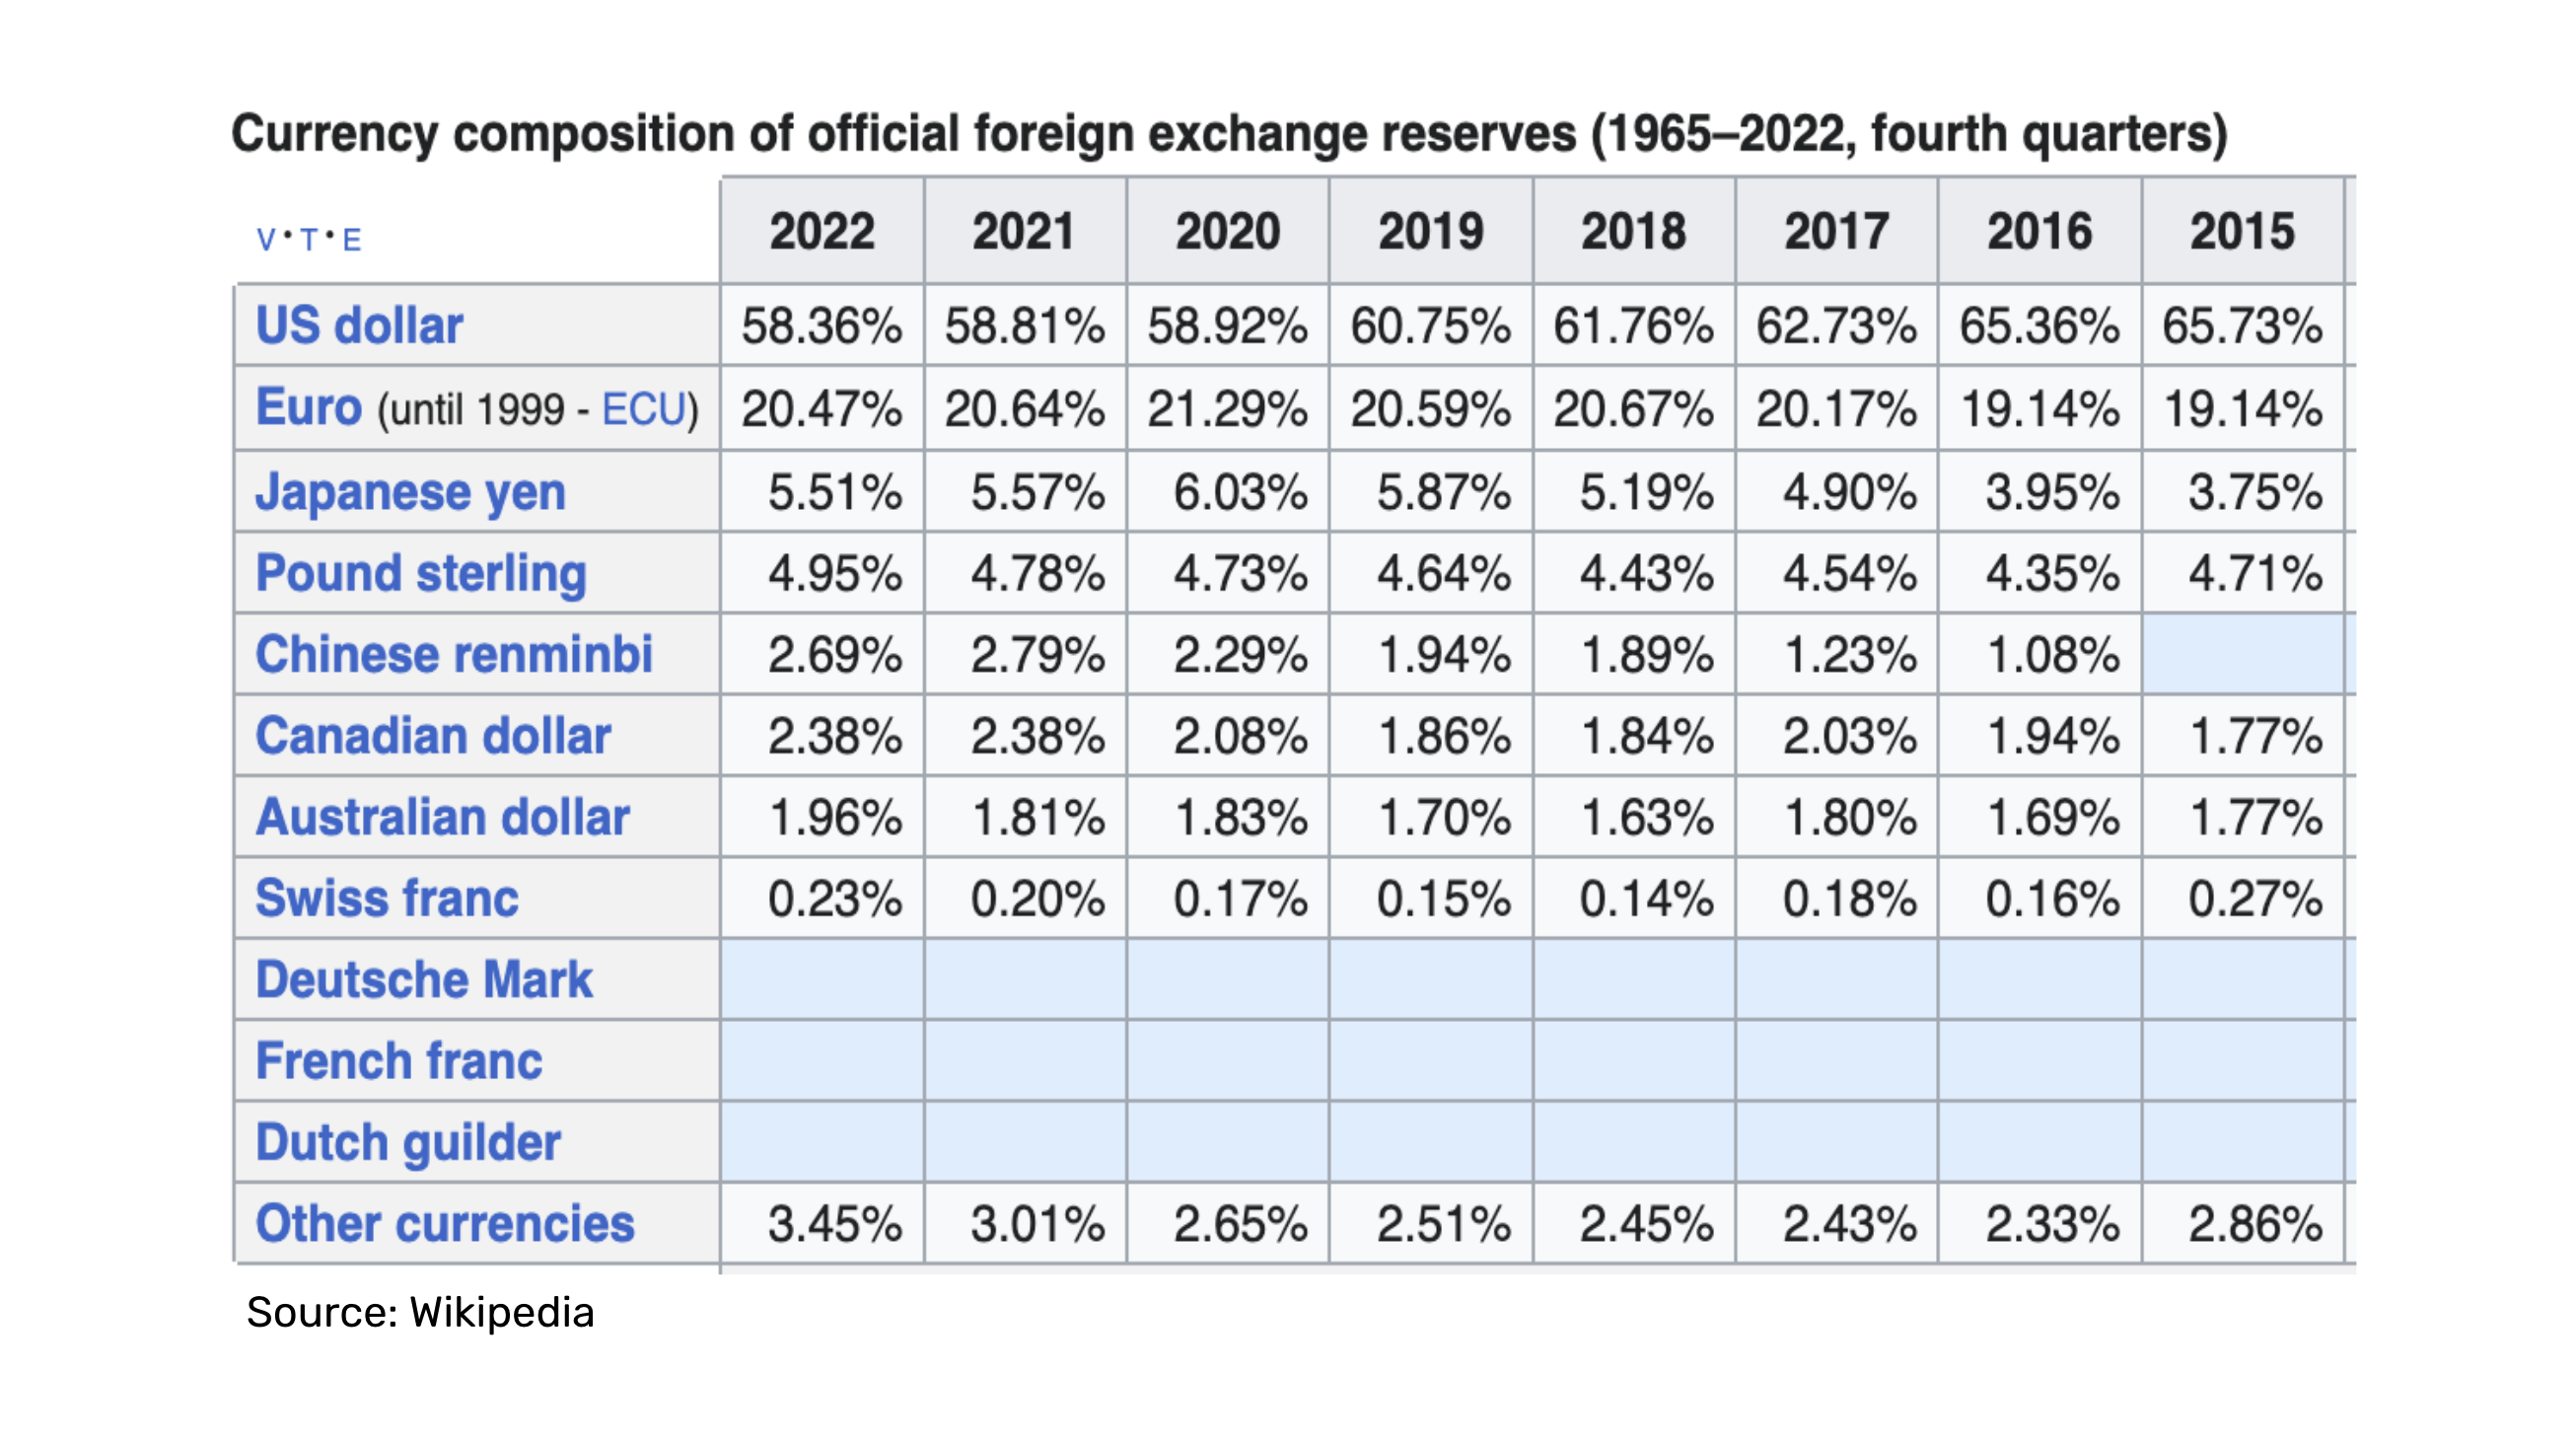 Currency composition of official foreign exchange reserves (1965–2022, fourth quarters)
V • T • E 2022 2021 2020 2019 2018 2017 2016 2015
US dollar 58.36% 58.81% 58.92% 60.75% 61.76% 62.73% 65.36% 65.73%
Euro (until 1999 - ECU) 20.47% 20.64% 21.29% 20.59% 20.67% 20.17% 19.14% 19.14%
Japanese yen 5.51% 5.57% 6.03% 5.87% 5.19% 4.90% 3.95% 3.75%
Pound sterling 4.95% 4.78% 4.73% 4.64% 4.43% 4.54% 4.35% 4.71%
Chinese renminbi 2.69% 2.79% 2.29% 1.94% 1.89% 1.23% 1.08%
Canadian dollar 2.38% 2.38% 2.08% 1.86% 1.84% 2.03% 1.94% 1.77%
Australian dollar 1.96% 1.81% 1.83% 1.70% 1.63% 1.80% 1.69% 1.77%
Swiss franc 0.23% 0.20% 0.17% 0.15% 0.14% 0.18% 0.16% 0.27%
Deutsche Mark
French franc
Dutch guilder
Other currencies 3.45% 3.01% 2.65% 2.51% 2.45% 2.43% 2.33% 2.86%
Source: Wikipedia